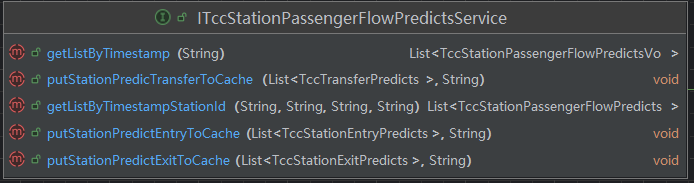 I ITccStationPassengerFlowPredictsService
m getListByTimestamp (String) List<TccStationPassengerFlowPredictsVo >
m putStationPredicTransferToCache (List<TccTransferPredicts >, String) void
m getListByTimestampStationId (String, String, String, String) List<TccStationPassengerFlowPredicts >
m putStationPredictEntryToCache (List<TccStationEntryPredicts >, String) void
m putStationPredictExitToCache (List<TccStationExitPredicts >, String) void